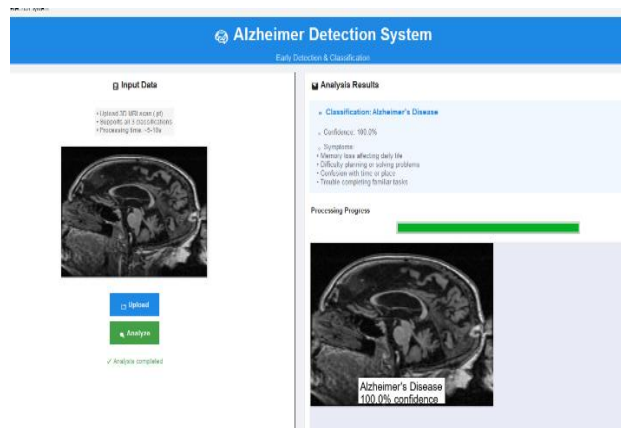 Alzheimer Detection System
Early Detection & Classification
Input Data
• Upload 3D MRI scan (.pt)
• Supports all 3 classifications
• Processing time: ~5-10s
Upload
Analyze
✓ Analysis completed
Analysis Results
Classification: Alzheimer's Disease
Confidence: 100.0%
Symptoms
• Memory loss affecting daily life
• Difficulty planning or solving problems
• Confusion with time or place
• Trouble completing familiar tasks
Processing Progress
Alzheimer's Disease
100.0% confidence